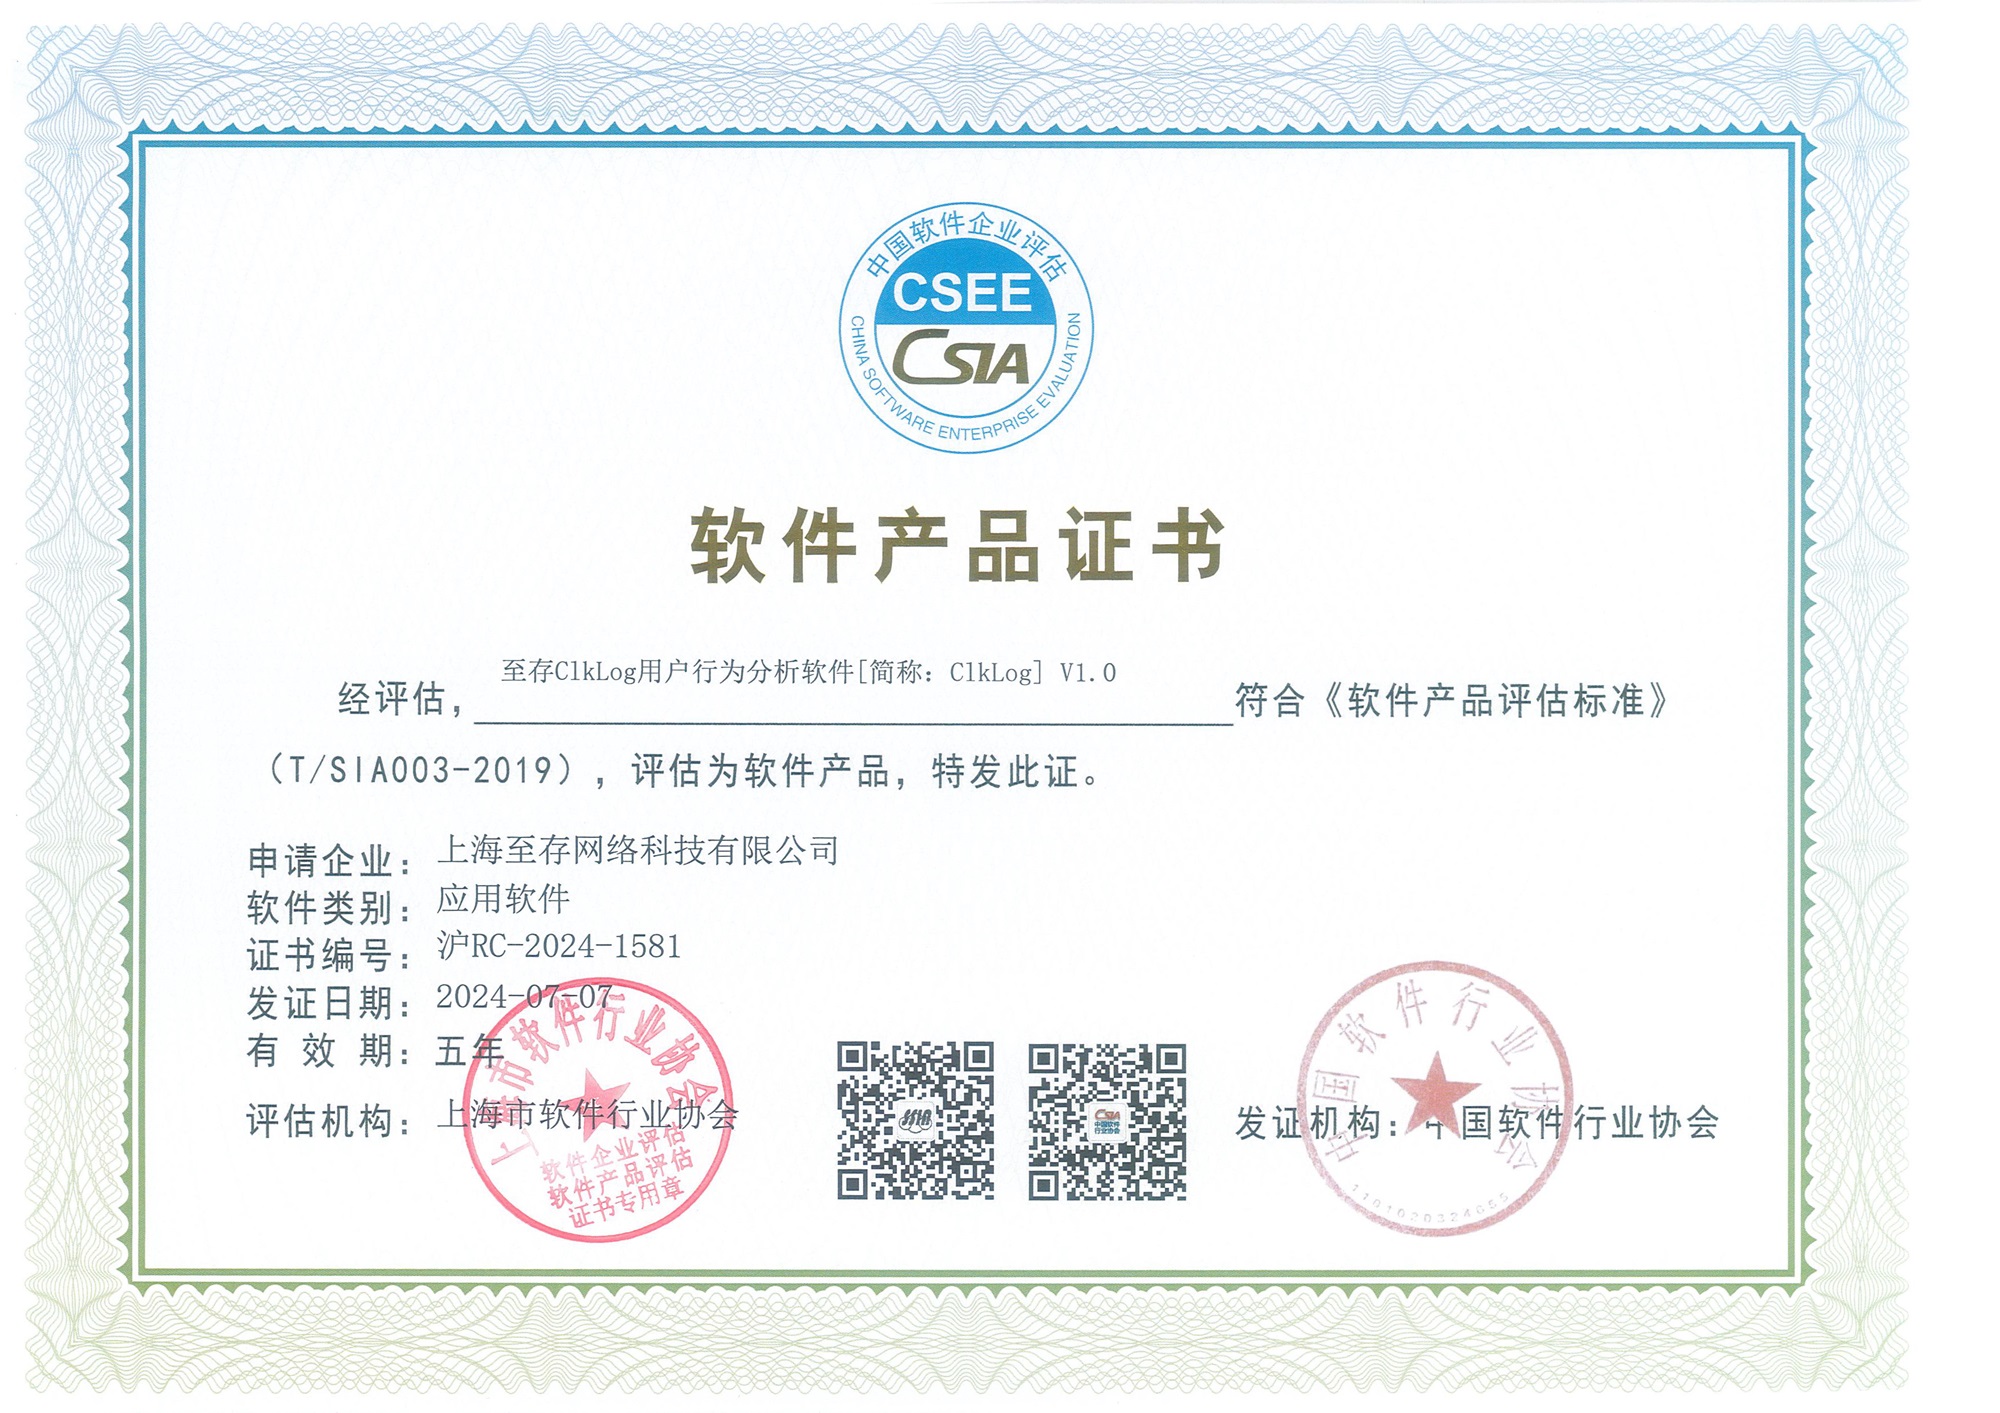 中国软件企业评估
CSEE
CSIA
CHINA SOFTWARE ENTERPRISE EVALUATION
软件产品证书
经评估，至存ClkLog用户行为分析软件[简称：ClkLog] V1.0符合《软件产品评估标准》
（T/SIA003-2019），评估为软件产品，特发此证。
申请企业：上海至存网络科技有限公司
软件类别：应用软件
证书编号：沪RC-2024-1581
发证日期：2024-07-07
有 效 期：五年
评估机构：上海市软件行业协会
上海市软件行业协会
软件企业评估
软件产品评估
证书专用章
CSIA
中国软件
行业协会
发证机构：中国软件行业协会
中国软件行业协会